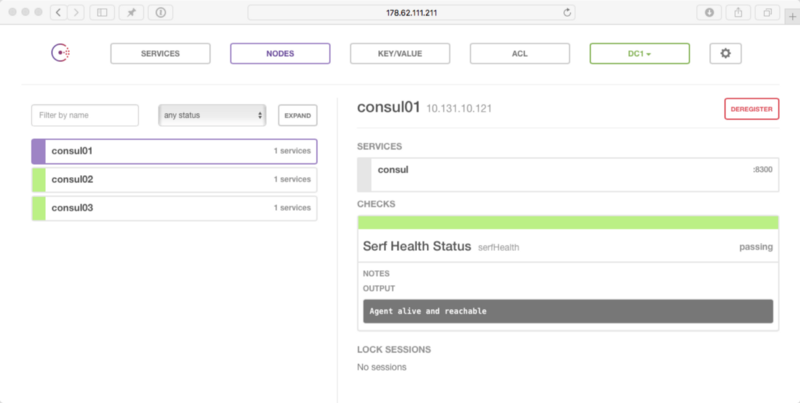 178.62.111.211
SERVICES
NODES
KEY/VALUE
ACL
DC1
Filter by name
any status
EXPAND
consul01 1 services
consul02 1 services
consul03 1 services
consul01 10.131.10.121
DEREGISTER
SERVICES
consul :8300
CHECKS
Serf Health Status serfHealth passing
NOTES
OUTPUT
Agent alive and reachable
LOCK SESSIONS
No sessions